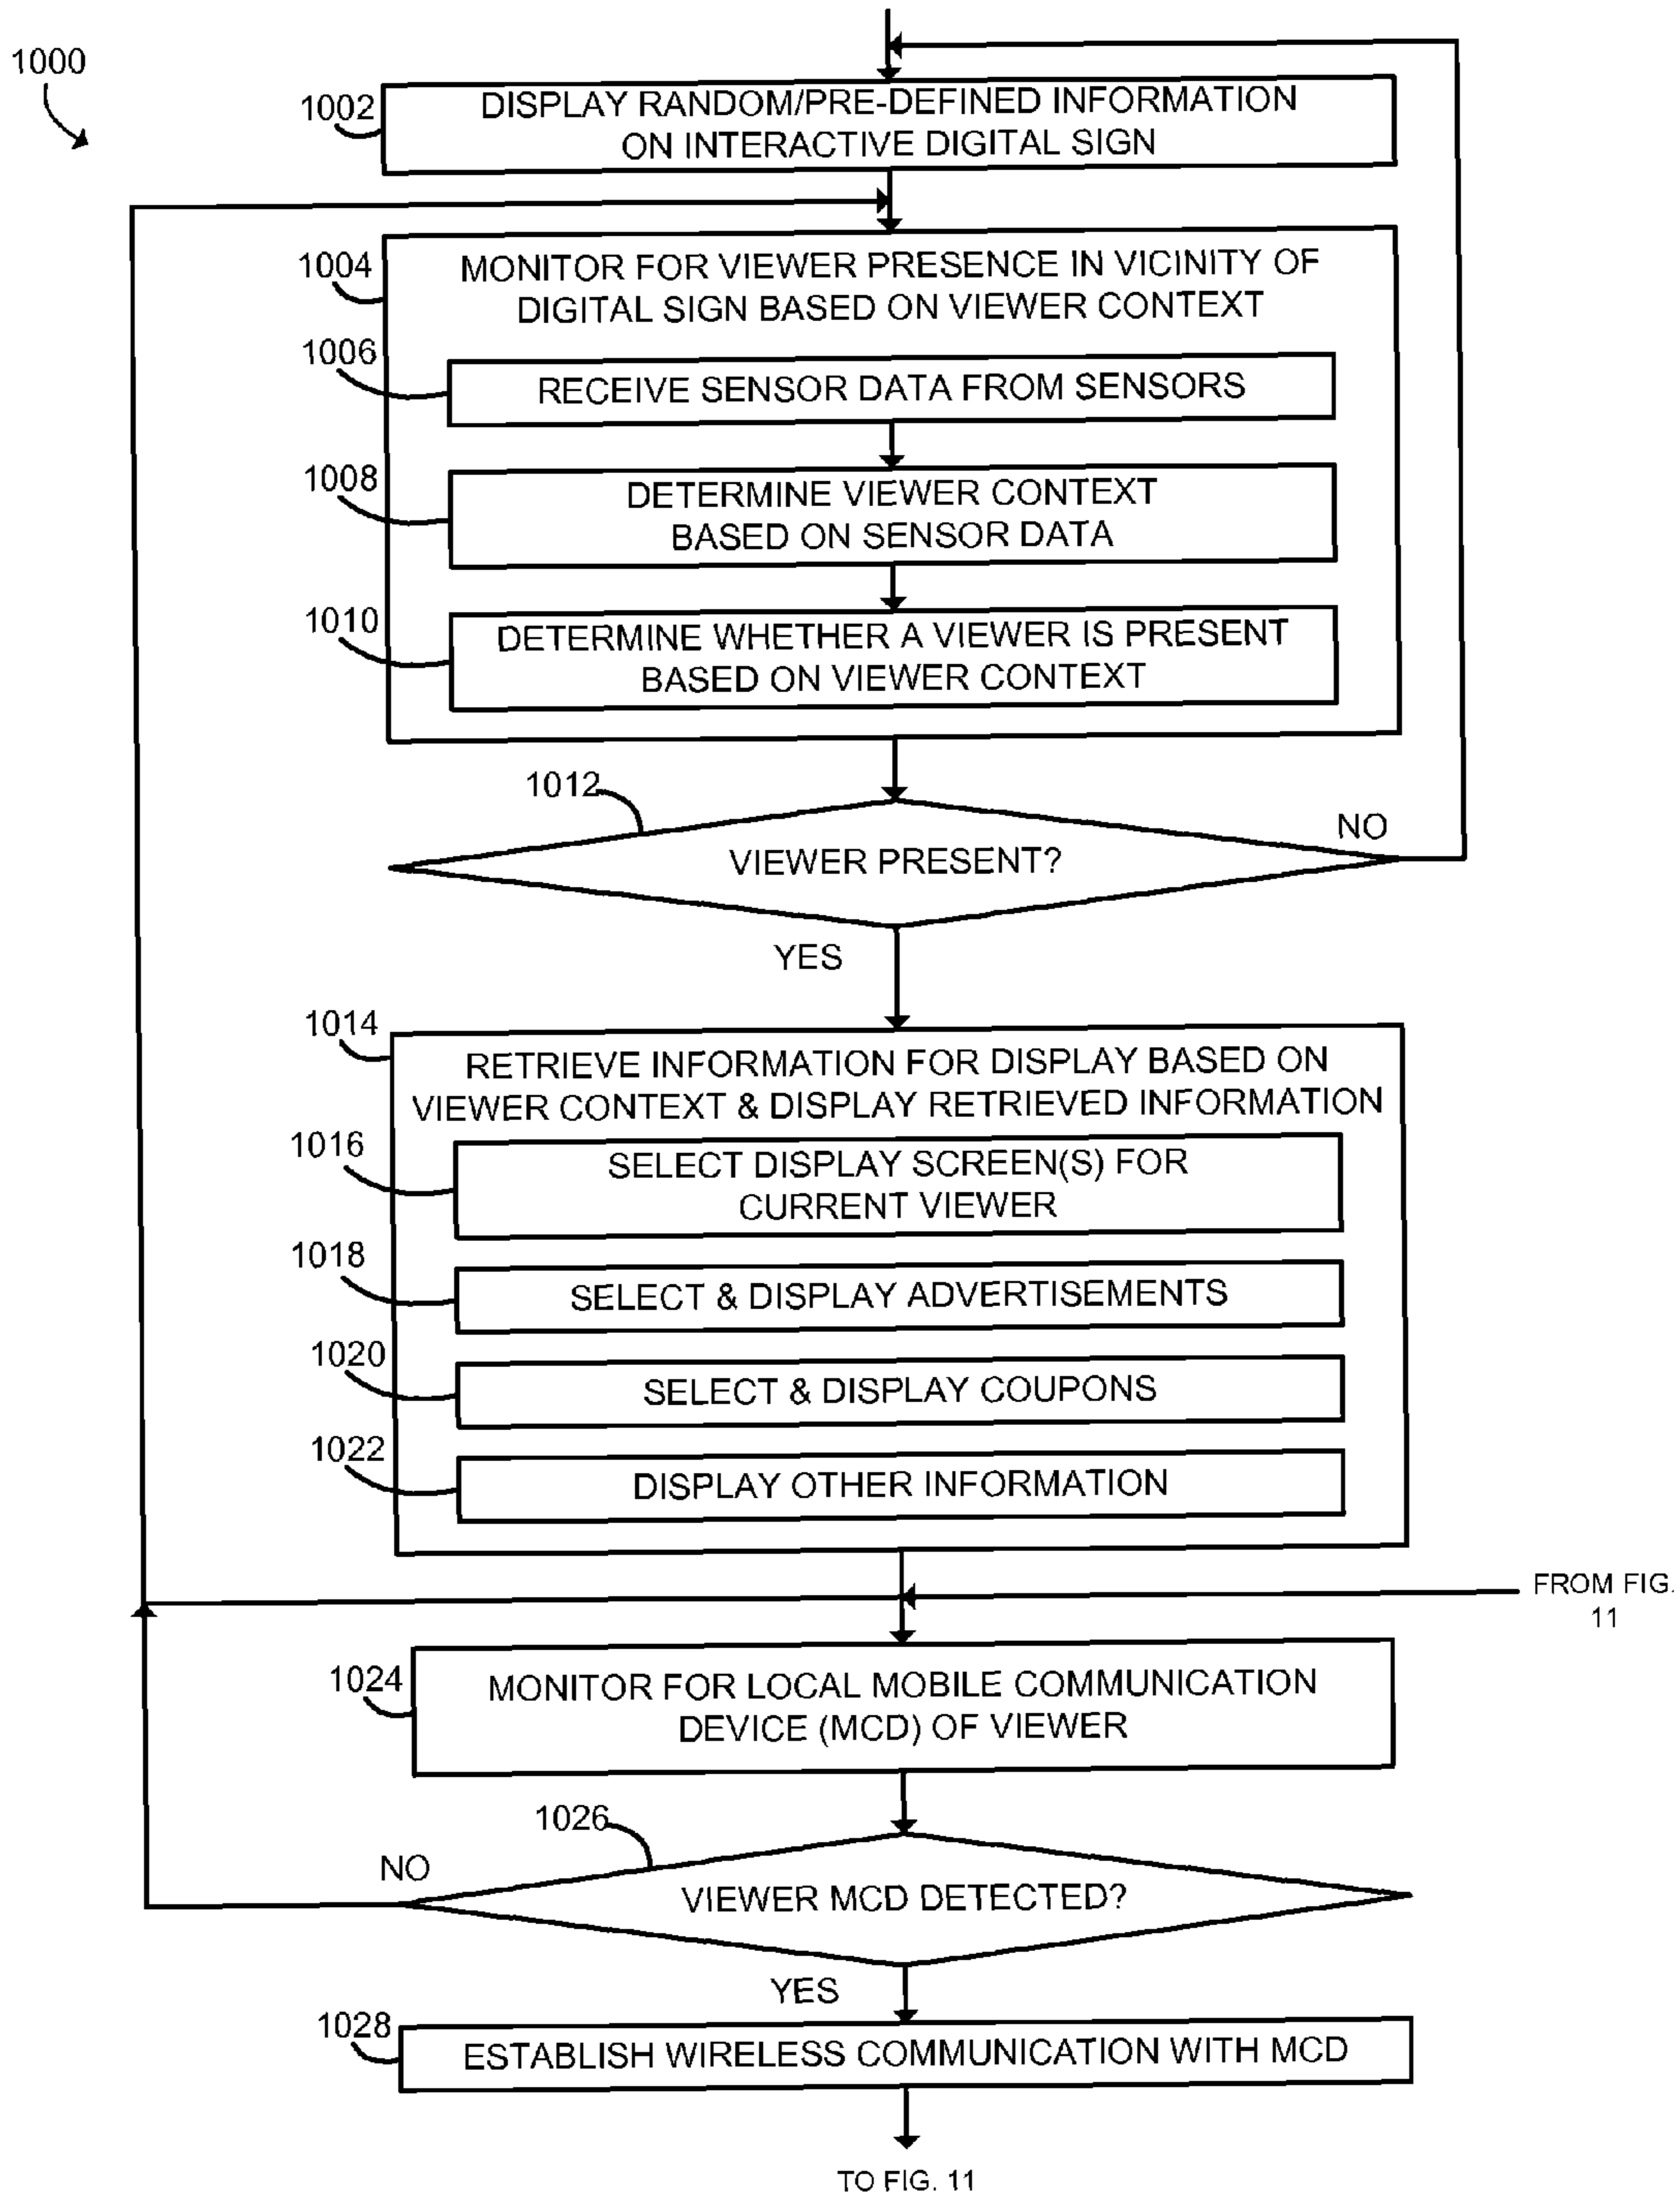 1000
1002
DISPLAY RANDOM/PRE-DEFINED INFORMATION
ON INTERACTIVE DIGITAL SIGN
1004
MONITOR FOR VIEWER PRESENCE IN VICINITY OF
DIGITAL SIGN BASED ON VIEWER CONTEXT
1006
RECEIVE SENSOR DATA FROM SENSORS
1008
DETERMINE VIEWER CONTEXT
BASED ON SENSOR DATA
1010
DETERMINE WHETHER A VIEWER IS PRESENT
BASED ON VIEWER CONTEXT
1012
VIEWER PRESENT?
NO
YES
1014
RETRIEVE INFORMATION FOR DISPLAY BASED ON
VIEWER CONTEXT & DISPLAY RETRIEVED INFORMATION
1016
SELECT DISPLAY SCREEN(S) FOR
CURRENT VIEWER
1018
SELECT & DISPLAY ADVERTISEMENTS
1020
SELECT & DISPLAY COUPONS
1022
DISPLAY OTHER INFORMATION
FROM FIG.
11
1024
MONITOR FOR LOCAL MOBILE COMMUNICATION
DEVICE (MCD) OF VIEWER
1026
NO
VIEWER MCD DETECTED?
YES
1028
ESTABLISH WIRELESS COMMUNICATION WITH MCD
TO FIG. 11